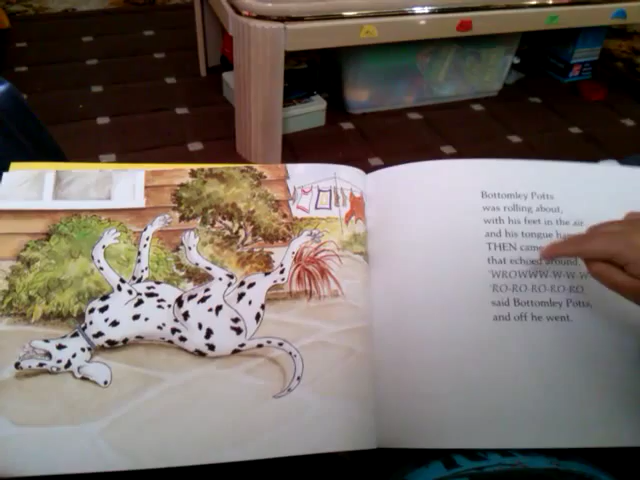 Bottomley Potts
was rolling about,
with his feet in the air
and his tongue
THEN came
that echoed around
'WROWWW-W-W-W
RO-RO-RO-RO-RO
said Bottomley Potts,
and off he went.